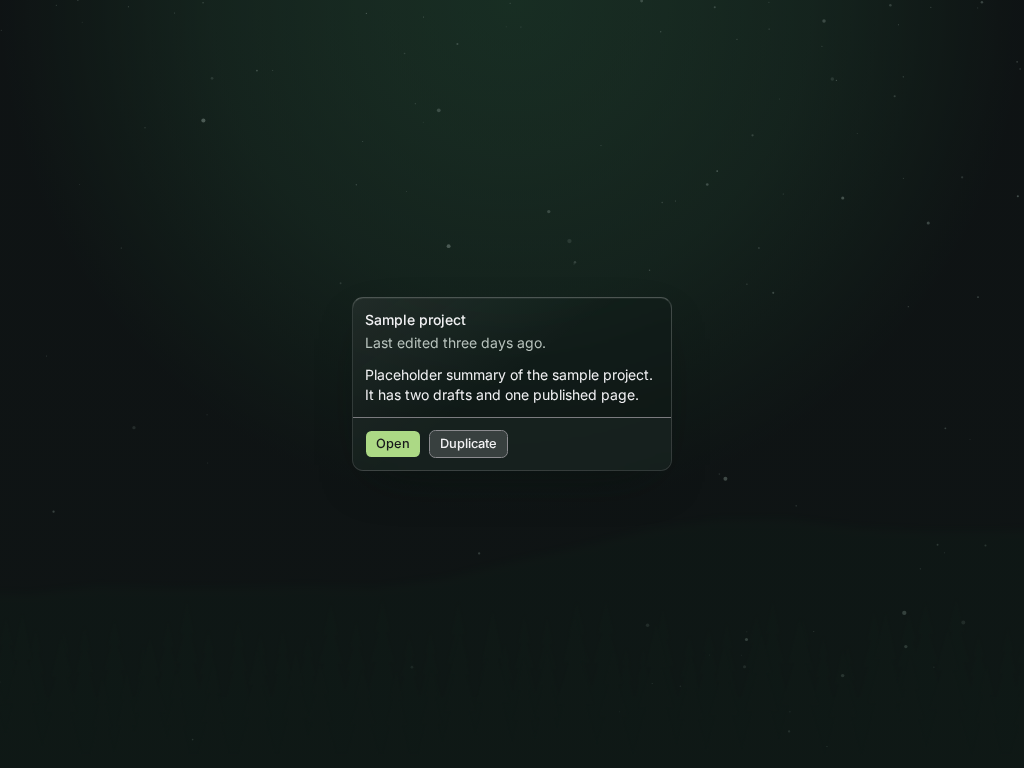 Sample project
Last edited three days ago.
Placeholder summary of the sample project.
It has two drafts and one published page.
Open
Duplicate